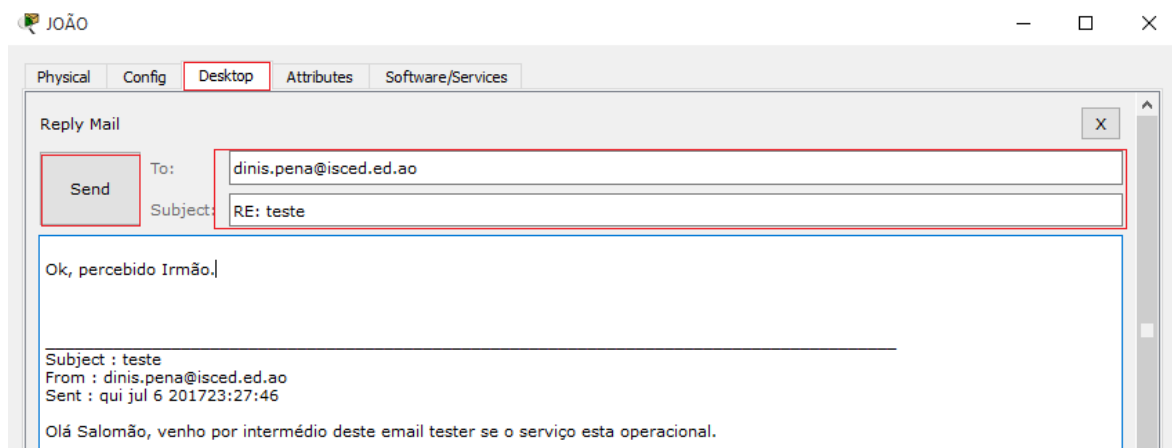 JOÃO
Physical Config Desktop Attributes Software/Services
Reply Mail X
Send
To: dinis.pena@isced.ed.ao
Subject: RE: teste
Ok, percebido Irmão.
Subject : teste
From : dinis.pena@isced.ed.ao
Sent : qui jul 6 201723:27:46
Olá Salomão, venho por intermédio deste email tester se o serviço esta operacional.